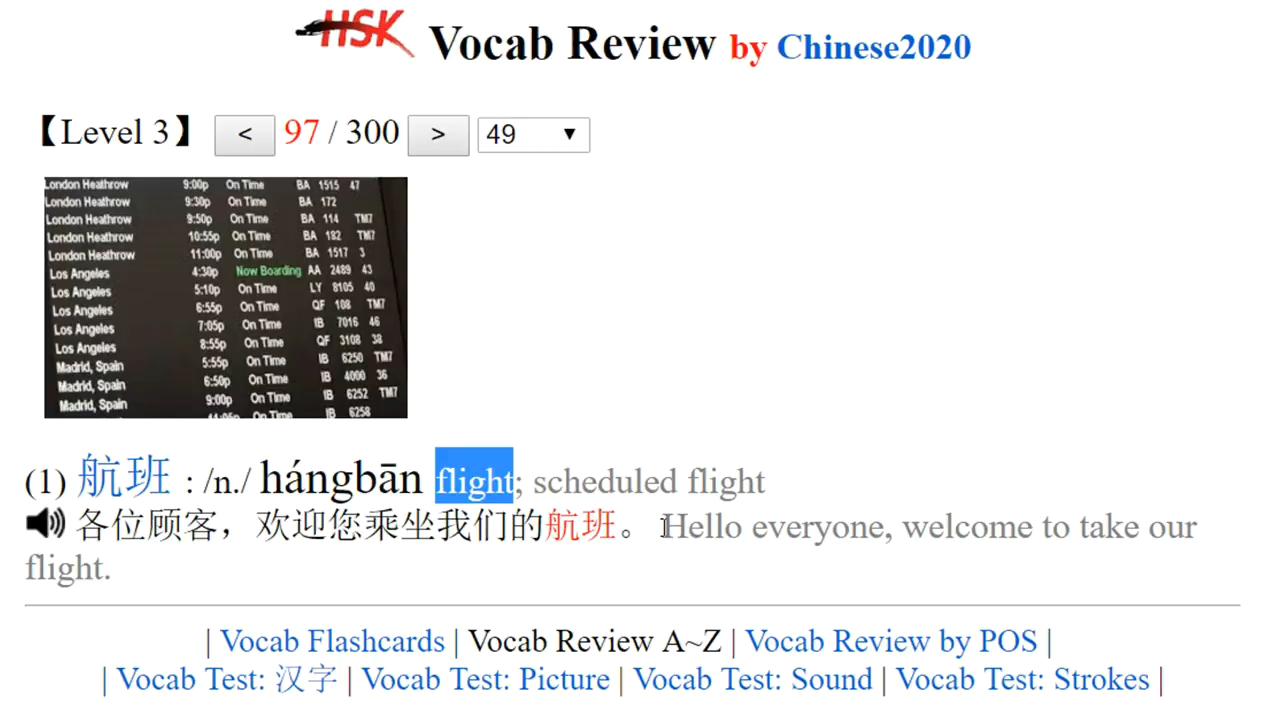 HSK Vocab Review by Chinese2020
【Level 3】 < 97 / 300 > 49 ▼
London Heathrow 9:00p On Time BA 1515 47
London Heathrow 9:30p On Time BA 172
London Heathrow 9:50p On Time BA 114 TM7
London Heathrow 10:55p On Time BA 182 TM7
London Heathrow 11:00p On Time BA 1517 3
Los Angeles 4:30p Now Boarding AA 2489 43
Los Angeles 5:10p On Time LY 8105 40
Los Angeles 6:55p On Time QF 108 TM7
Los Angeles 7:05p On Time IB 7016 46
Los Angeles 8:55p On Time QF 3108 38
Madrid, Spain 5:55p On Time IB 6250 TM7
Madrid, Spain 6:50p On Time IB 4000 36
Madrid, Spain 9:00p On Time IB 6252 TM7
On Time IB 6258
(1) 航班 : /n./ hángbān flight; scheduled flight
各位顾客，欢迎您乘坐我们的航班。 Hello everyone, welcome to take our
flight.
| Vocab Flashcards | Vocab Review A~Z | Vocab Review by POS |
| Vocab Test: 汉字 | Vocab Test: Picture | Vocab Test: Sound | Vocab Test: Strokes |